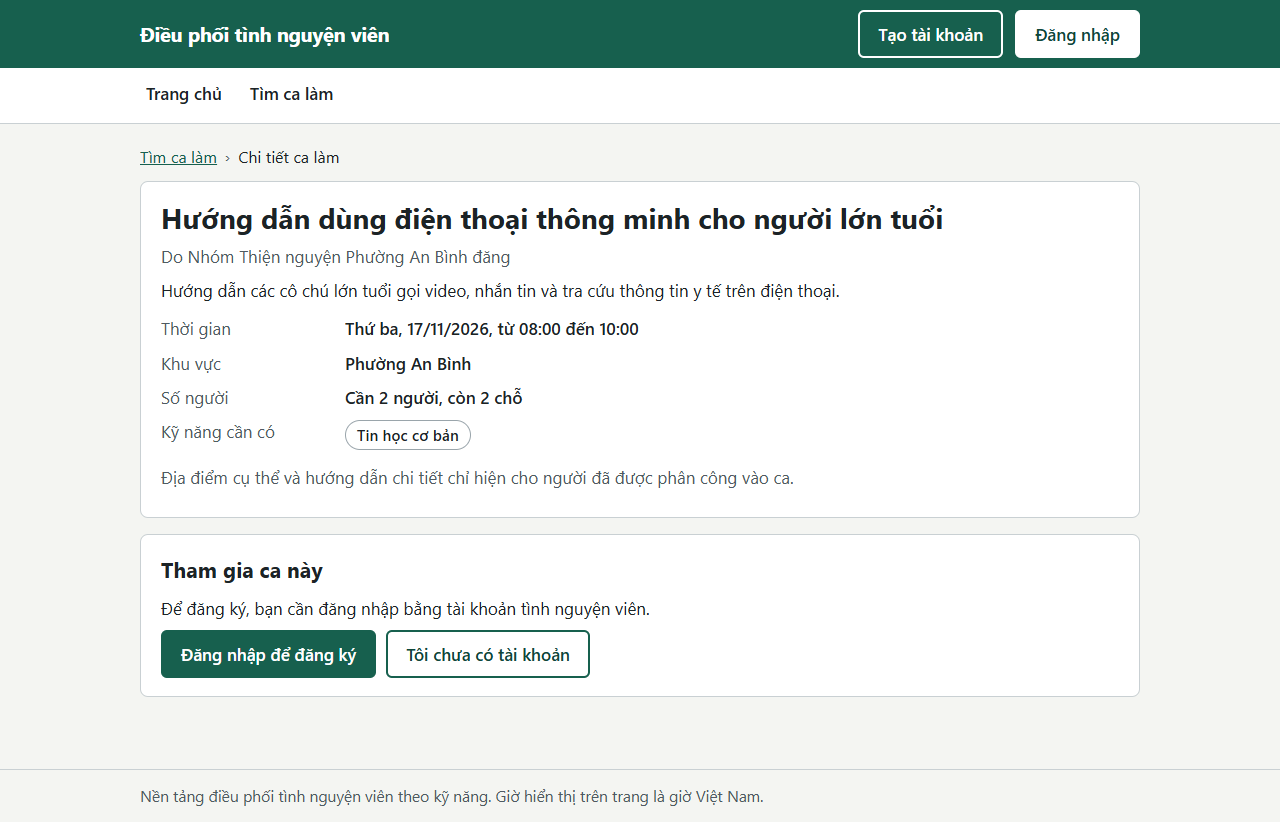 Điều phối tình nguyện viên
Tạo tài khoản
Đăng nhập
Trang chủ
Tìm ca làm
Tìm ca làm › Chi tiết ca làm
Hướng dẫn dùng điện thoại thông minh cho người lớn tuổi
Do Nhóm Thiện nguyện Phường An Bình đăng
Hướng dẫn các cô chú lớn tuổi gọi video, nhắn tin và tra cứu thông tin y tế trên điện thoại.
Thời gian Thứ ba, 17/11/2026, từ 08:00 đến 10:00
Khu vực Phường An Bình
Số người Cần 2 người, còn 2 chỗ
Kỹ năng cần có Tin học cơ bản
Địa điểm cụ thể và hướng dẫn chi tiết chỉ hiện cho người đã được phân công vào ca.
Tham gia ca này
Để đăng ký, bạn cần đăng nhập bằng tài khoản tình nguyện viên.
Đăng nhập để đăng ký
Tôi chưa có tài khoản
Nền tảng điều phối tình nguyện viên theo kỹ năng. Giờ hiển thị trên trang là giờ Việt Nam.